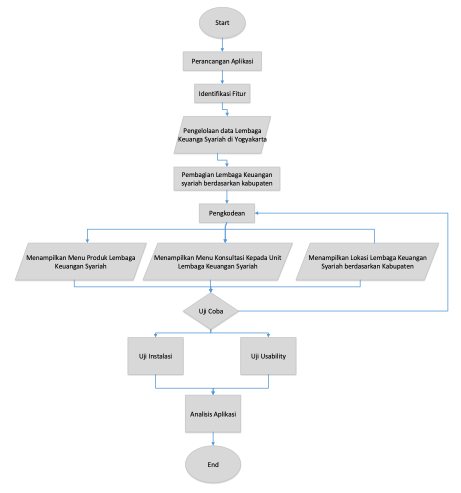 Start
Perancangan Aplikasi
Identifikasi Fitur
Pengelolaan data Lembaga
Keuanga Syariah di Yogyakarta
Pembagian Lembaga Keuangan
syariah berdasarkan kabupaten
Pengkodean
Menampilkan Menu Produk Lembaga
Keuangan Syariah
Menampilkan Menu Konsultasi Kepada Unit
Lembaga Keuangan Syariah
Menampilkan Lokasi Lembaga Keuangan
Syariah berdasarkan Kabupaten
Uji Coba
Uji Instalasi
Uji Usability
Analisis Aplikasi
End